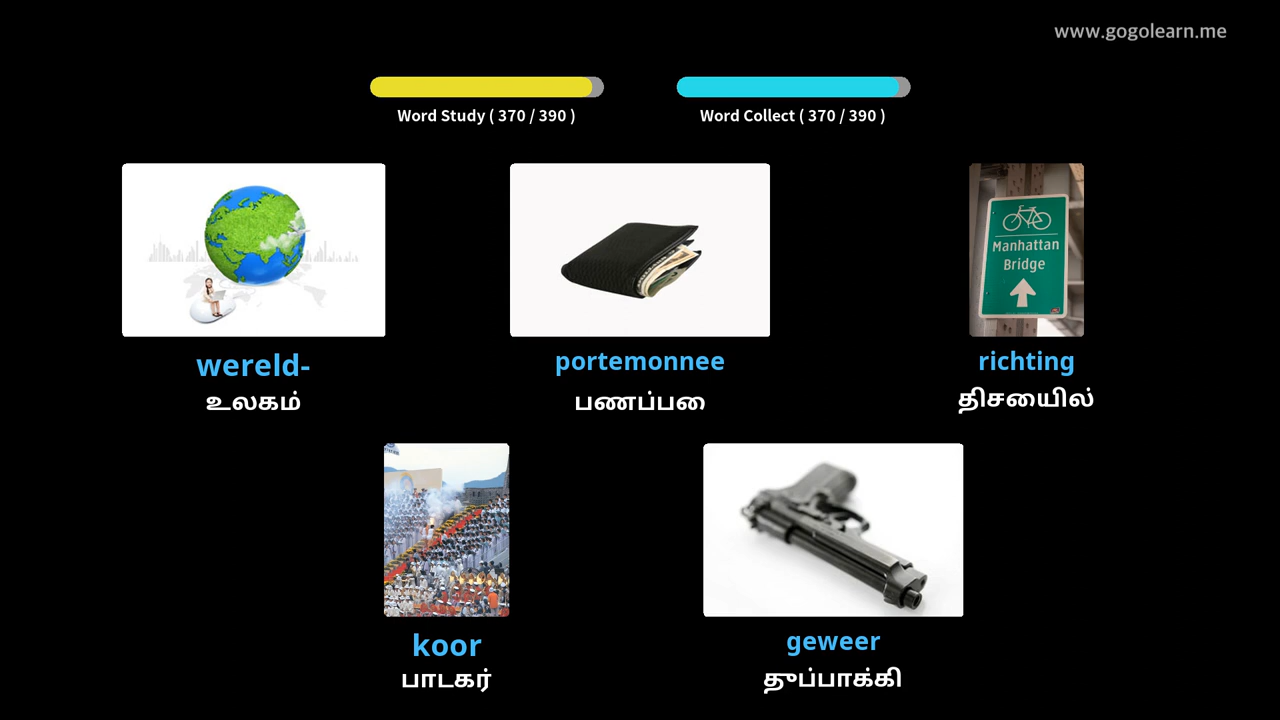 www.gogolearn.me
Word Study ( 370 / 390 )
Word Collect ( 370 / 390 )
Manhattan
Bridge
wereld-
portemonnee
richting
உலகம்
பணப்பை
திசையில்
koor
geweer
பாடகர்
துப்பாக்கி